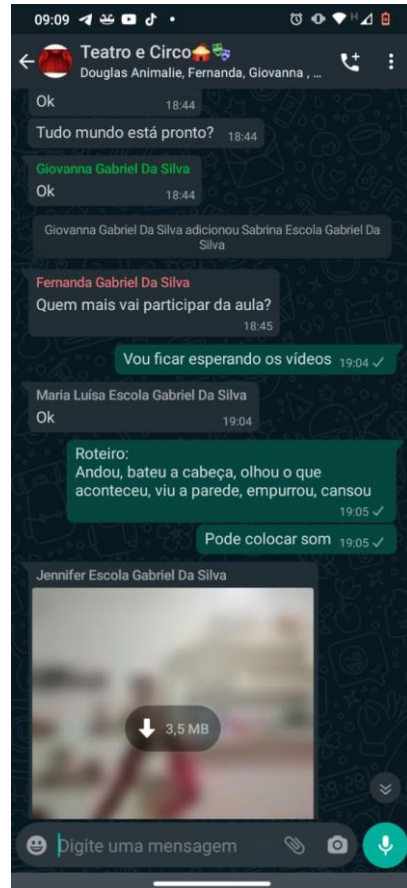 09:09
Teatro e Circo
Douglas Animalie, Fernanda, Giovanna , ...
Ok 18:44
Tudo mundo está pronto? 18:44
Giovanna Gabriel Da Silva
Ok 18:44
Giovanna Gabriel Da Silva adicionou Sabrina Escola Gabriel Da
Silva
Fernanda Gabriel Da Silva
Quem mais vai participar da aula?
18:45
Vou ficar esperando os vídeos 19:04
Maria Luísa Escola Gabriel Da Silva
Ok 19:04
Roteiro:
Andou, bateu a cabeça, olhou o que
aconteceu, viu a parede, empurrou, cansou
19:05
Pode colocar som 19:05
Jennifer Escola Gabriel Da Silva
3,5 MB
Digite uma mensagem